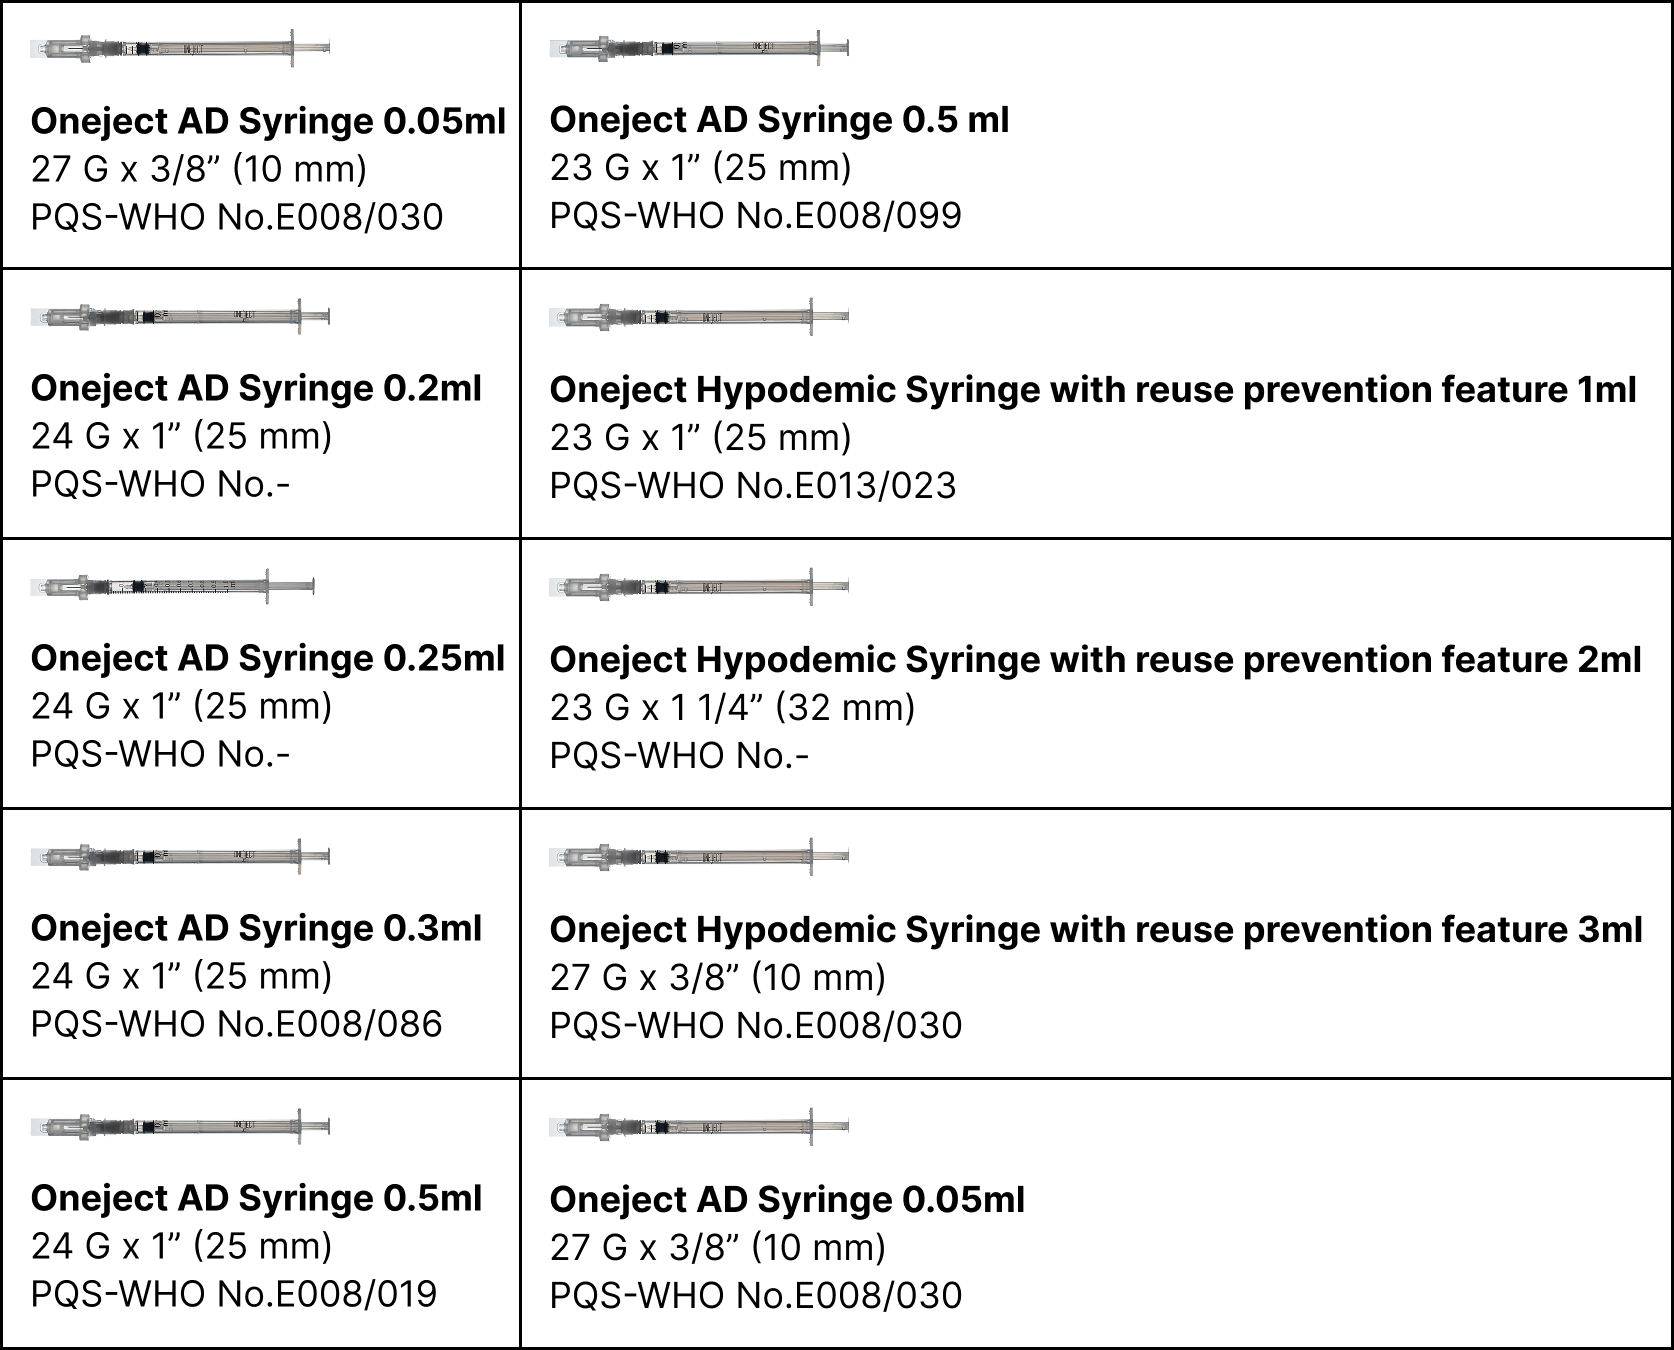 Oneject AD Syringe 0.05ml
27 G x 3/8” (10 mm)
PQS-WHO No.E008/030
Oneject AD Syringe 0.5 ml
23 G x 1” (25 mm)
PQS-WHO No.E008/099
Oneject AD Syringe 0.2ml
24 G x 1” (25 mm)
PQS-WHO No.-
Oneject Hypodemic Syringe with reuse prevention feature 1ml
23 G x 1” (25 mm)
PQS-WHO No.E013/023
Oneject AD Syringe 0.25ml
24 G x 1” (25 mm)
PQS-WHO No.-
Oneject Hypodemic Syringe with reuse prevention feature 2ml
23 G x 1 1/4” (32 mm)
PQS-WHO No.-
Oneject AD Syringe 0.3ml
24 G x 1” (25 mm)
PQS-WHO No.E008/086
Oneject Hypodemic Syringe with reuse prevention feature 3ml
27 G x 3/8” (10 mm)
PQS-WHO No.E008/030
Oneject AD Syringe 0.5ml
24 G x 1” (25 mm)
PQS-WHO No.E008/019
Oneject AD Syringe 0.05ml
27 G x 3/8” (10 mm)
PQS-WHO No.E008/030